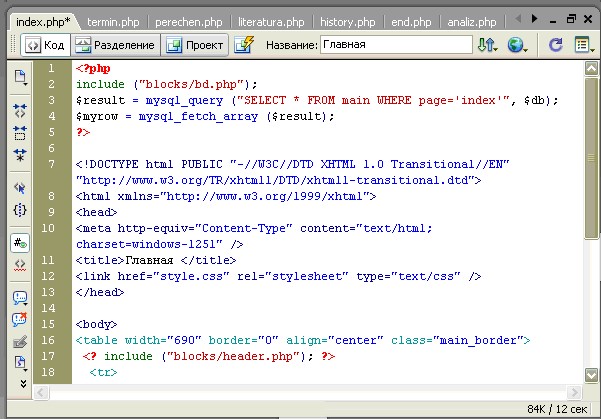 index.php* termin.php perechen.php literatura.php history.php end.php analiz.php
Код Разделение Проект Название: Главная
1 <?php
2 include ("blocks/bd.php");
3 $result = mysql_query ("SELECT * FROM main WHERE page='index'", $db);
4 $myrow = mysql_fetch_array ($result);
5 ?>
6
7 <!DOCTYPE html PUBLIC "-//W3C//DTD XHTML 1.0 Transitional//EN"
"http://www.w3.org/TR/xhtml1/DTD/xhtml1-transitional.dtd">
8 <html xmlns="http://www.w3.org/1999/xhtml">
9 <head>
10 <meta http-equiv="Content-Type" content="text/html;
charset=windows-1251" />
11 <title>Главная </title>
12 <link href="style.css" rel="stylesheet" type="text/css" />
13 </head>
14
15 <body>
16 <table width="690" border="0" align="center" class="main_border">
17 <? include ("blocks/header.php"); ?>
18 <tr>
84K / 12 сек